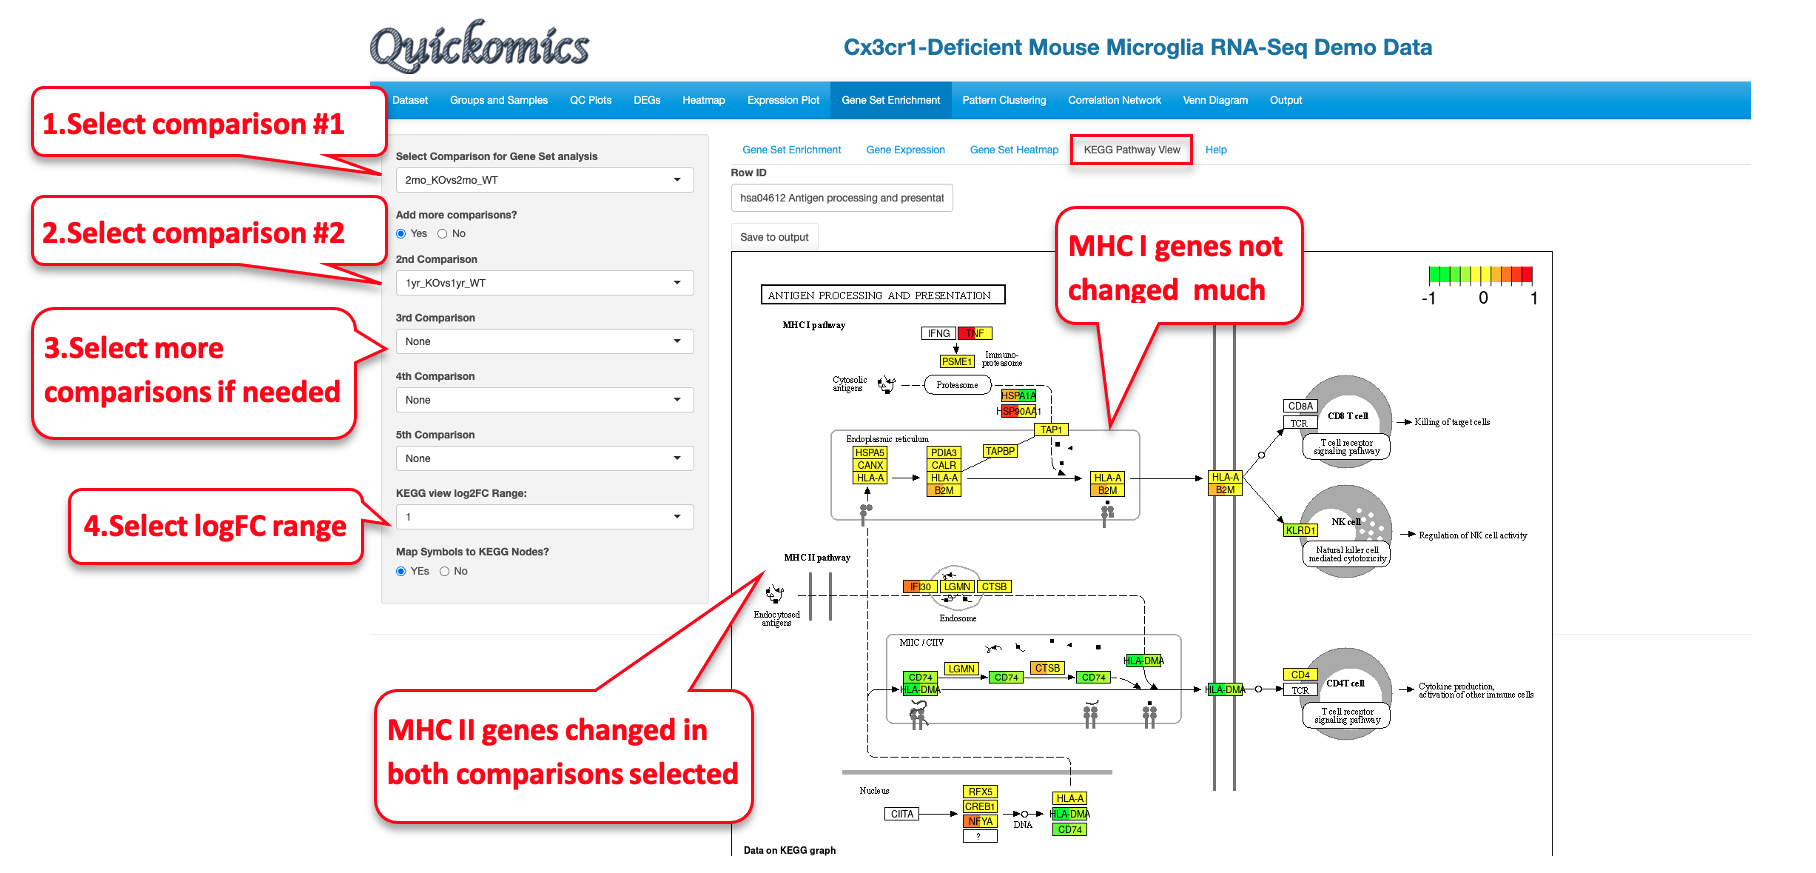 Quickomics
Cx3cr1-Deficient Mouse Microglia RNA-Seq Demo Data
Dataset Groups and Samples QC Plots DEGs Heatmap Expression Plot Gene Set Enrichment Pattern Clustering Correlation Network Venn Diagram Output
1.Select comparison #1
2.Select comparison #2
3.Select more
comparisons if needed
4.Select logFC range
Select Comparison for Gene Set analysis
2mo_KOvs2mo_WT
Add more comparisons?
Yes No
2nd Comparison
1yr_KOvs1yr_WT
3rd Comparison
None
4th Comparison
None
5th Comparison
None
KEGG view log2FC Range:
1
Map Symbols to KEGG Nodes?
YEs No
Gene Set Enrichment Gene Expression Gene Set Heatmap KEGG Pathway View Help
Row ID
hsa04612 Antigen processing and presentat
Save to output
MHC I genes not
changed much
MHC II genes changed in
both comparisons selected
-1 0 1
ANTIGEN PROCESSING AND PRESENTATION
MHC I pathway
IFNG TNF
PSME1
Immuno-
proteasome
Cytosolic
antigens
Proteasome
HSPA1A
HSP90AA1
TAP1
Endoplasmic reticulum
HSPA5 PDIA3 TAPBP
CANX CALR
HLA-A HLA-A HLA-A HLA-A
B2M B2M B2M
CD8A
TCR
CD8 T cell
T cell receptor
signaling pathway
Killing of target cells
KLRD1
NK cell
Natural killer cell
mediated cytotoxicity
Regulation of NK cell activity
MHC II pathway
Endocytosed
antigens
IFI30 LGMN CTSB
Endosome
MIIC / CIIV
CD74 LGMN CD74 CTSB CD74 HLA-DMA
HLA-DMA HLA-DMA
CD4
TCR
CD4T cell
T cell receptor
signaling pathway
Cytokine production,
activation of other immune cells
Nucleus
CIITA
RFX5
CREB1
NFYA
?
DNA
HLA-A
HLA-DMA
CD74
Data on KEGG graph